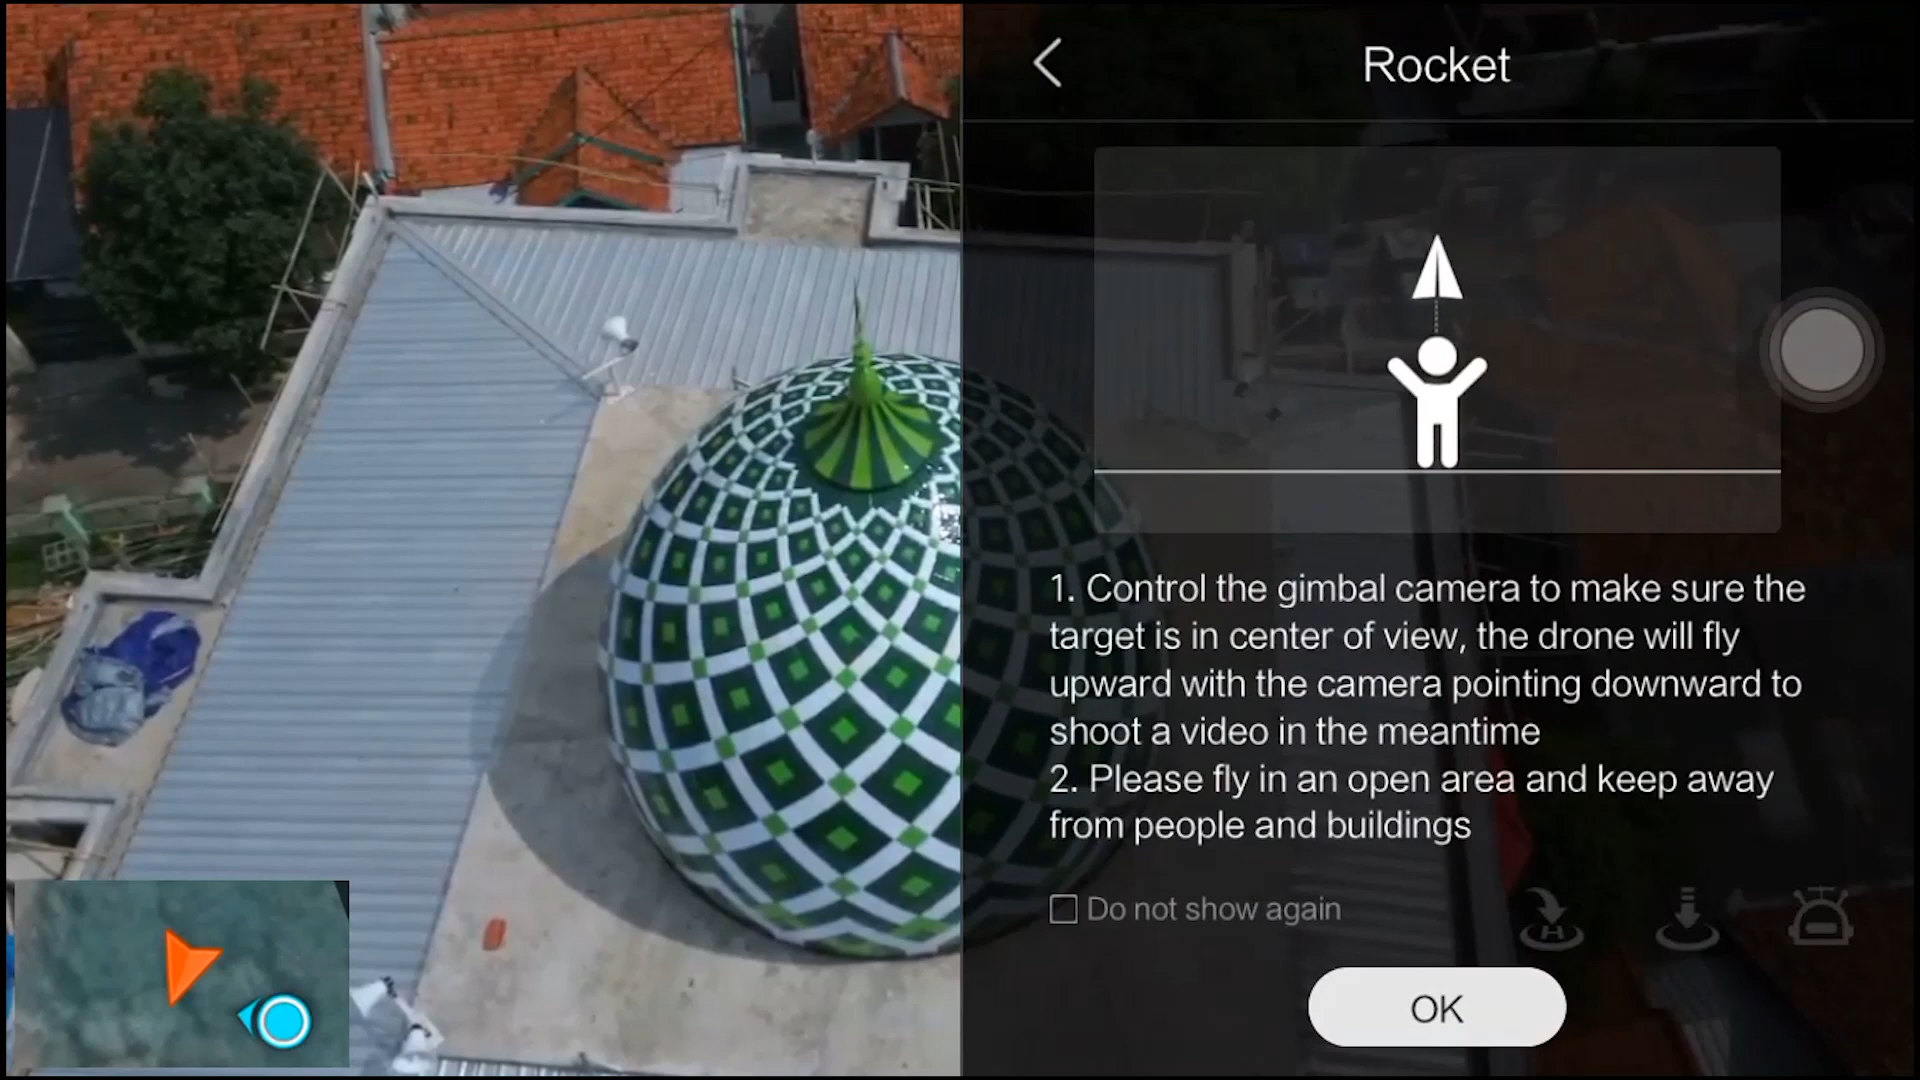 Rocket
1. Control the gimbal camera to make sure the
target is in center of view, the drone will fly
upward with the camera pointing downward to
shoot a video in the meantime
2. Please fly in an open area and keep away
from people and buildings
Do not show again
H
OK